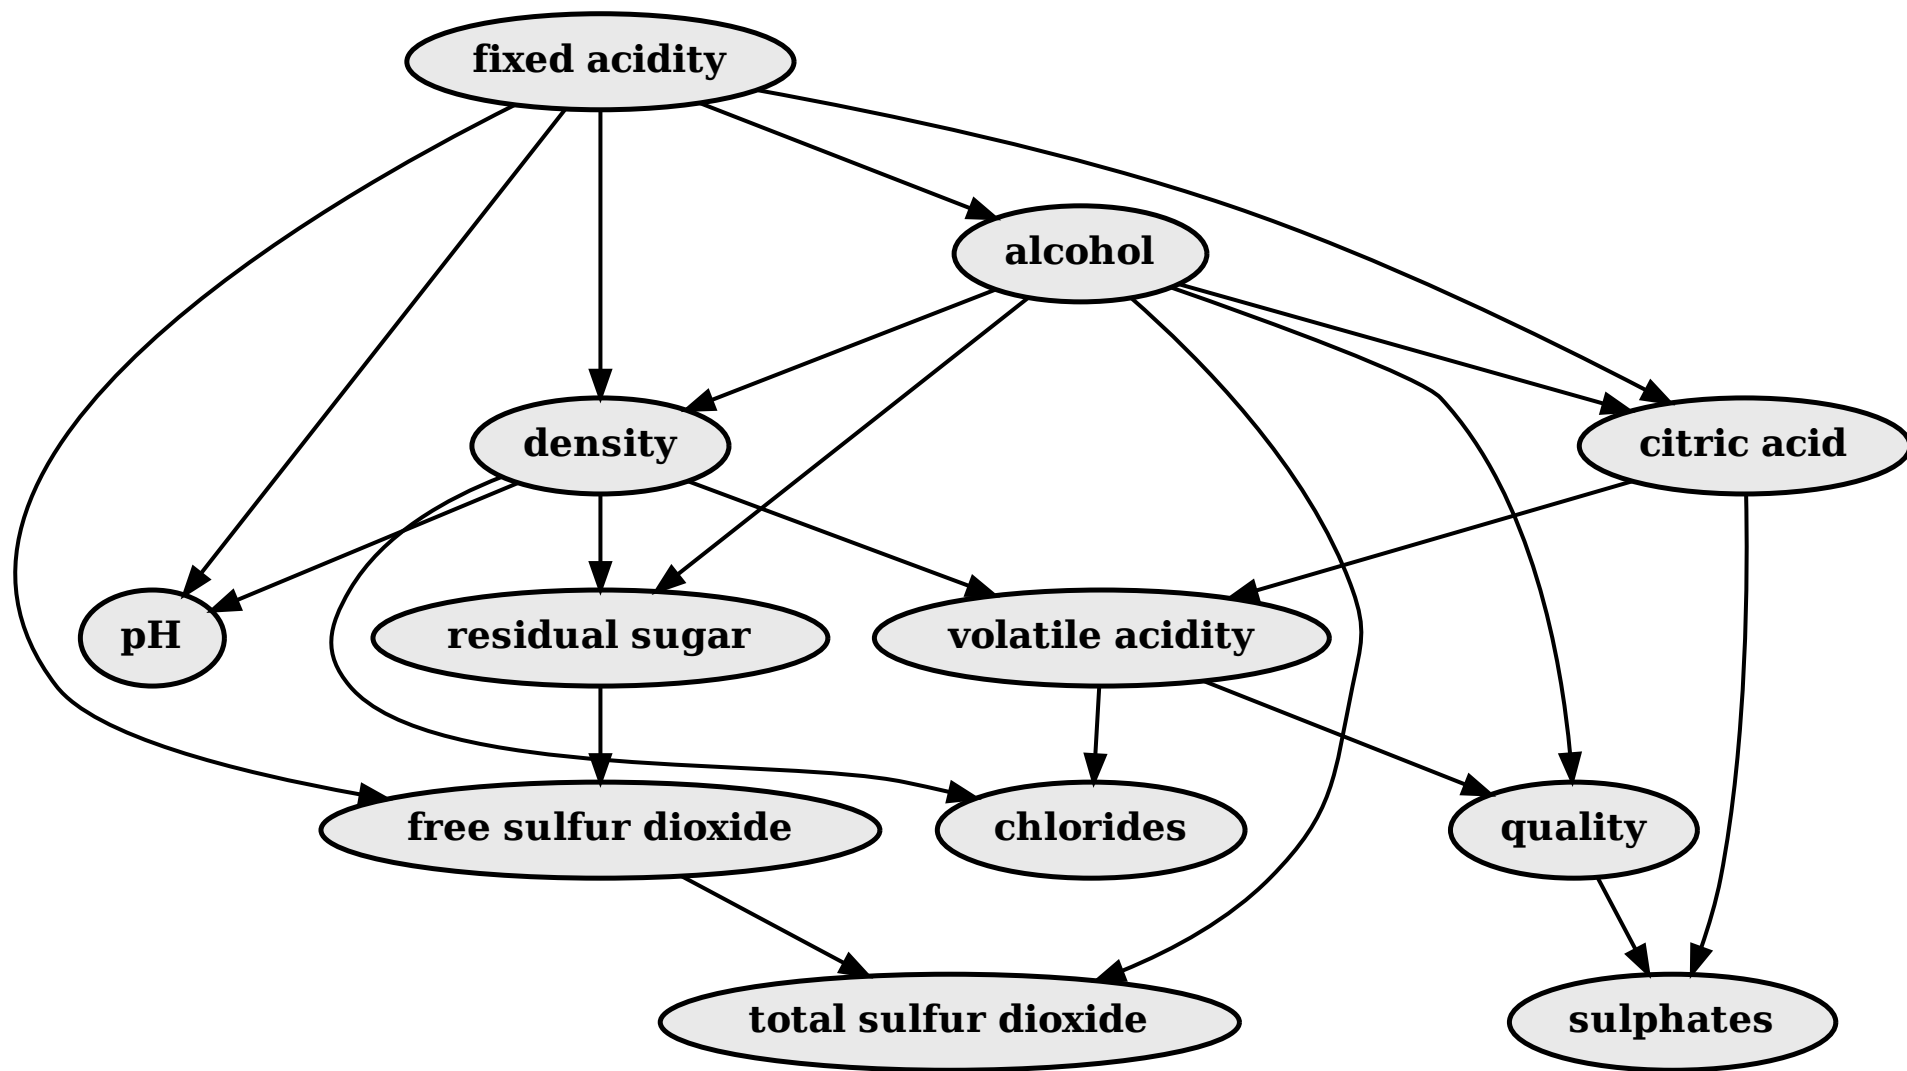 fixed acidity
alcohol
density
citric acid
pH
residual sugar
volatile acidity
free sulfur dioxide
chlorides
quality
total sulfur dioxide
sulphates